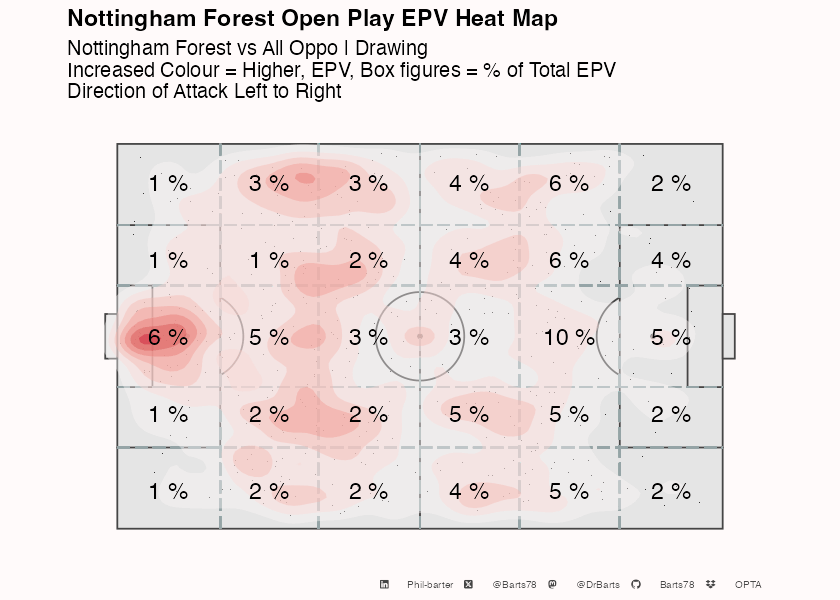 Nottingham Forest Open Play EPV Heat Map
Nottingham Forest vs All Oppo | Drawing
Increased Colour = Higher, EPV, Box figures = % of Total EPV
Direction of Attack Left to Right
1 % 3 % 3 % 4 % 6 % 2 %
1 % 1 % 2 % 4 % 6 % 4 %
6 % 5 % 3 % 3 % 10 % 5 %
1 % 2 % 2 % 5 % 5 % 2 %
1 % 2 % 2 % 4 % 5 % 2 %
Phil-barter @Barts78 @DrBarts Barts78 OPTA